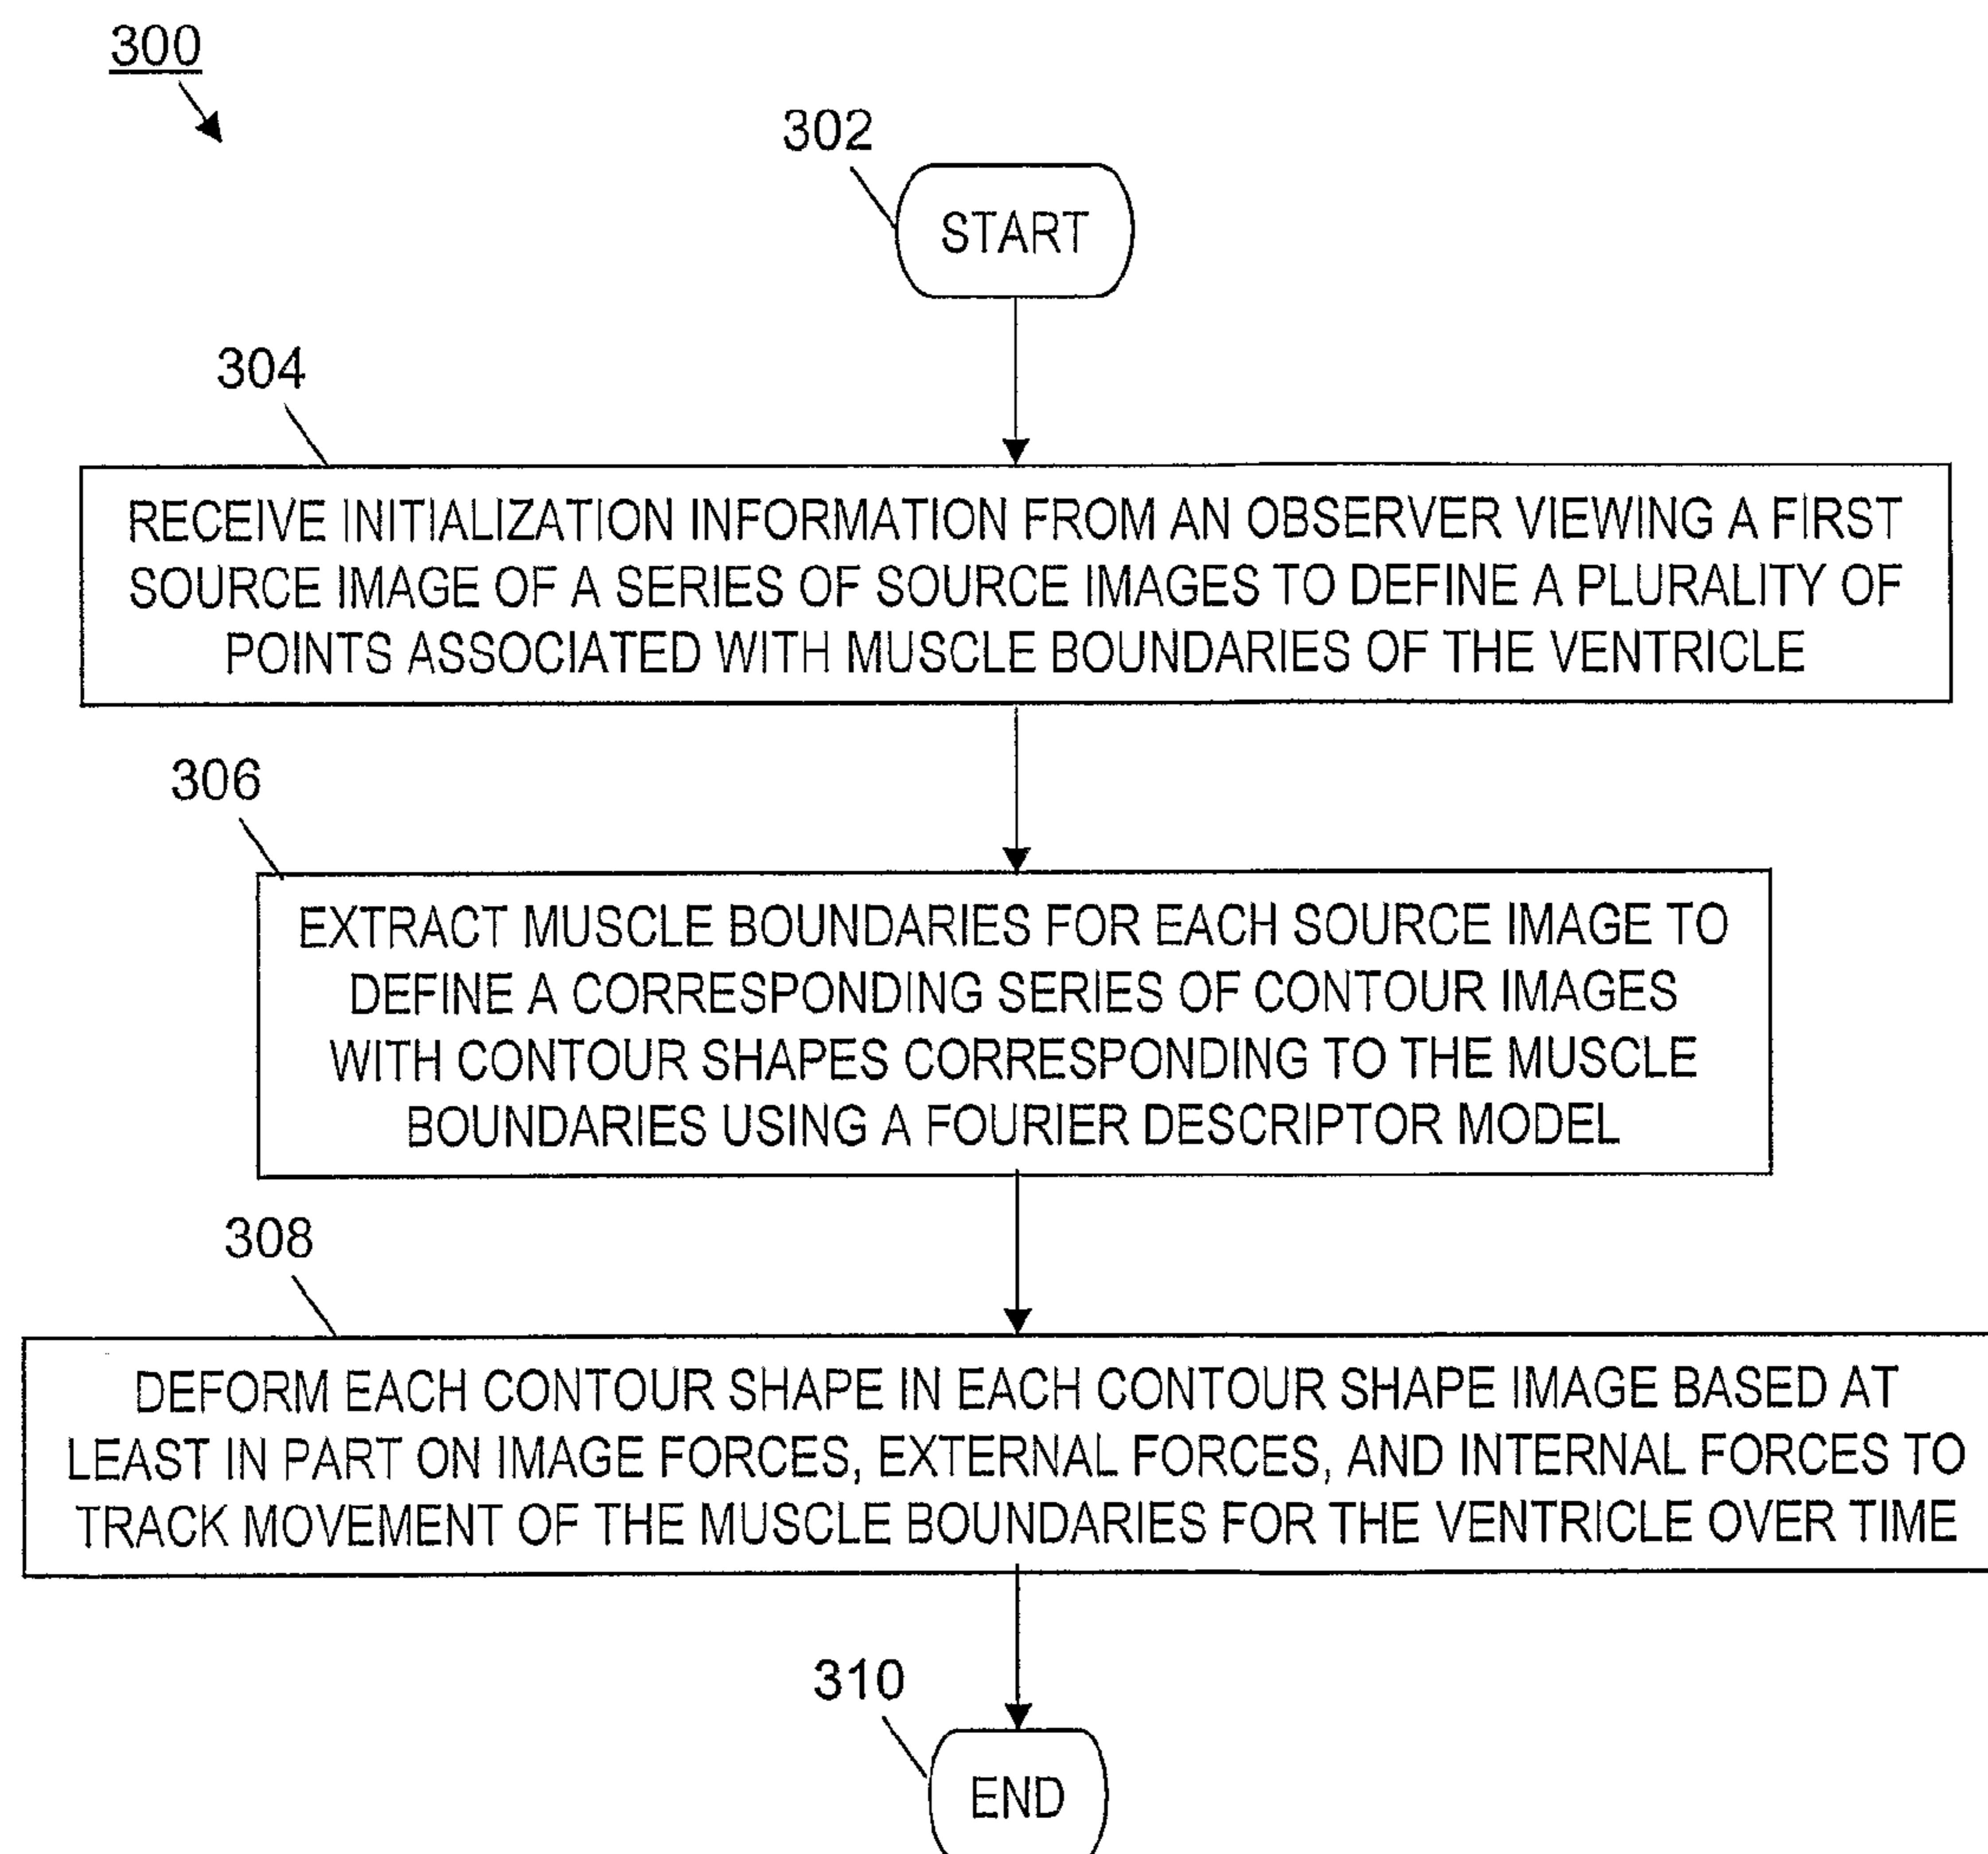 300
302
START
304
RECEIVE INITIALIZATION INFORMATION FROM AN OBSERVER VIEWING A FIRST
SOURCE IMAGE OF A SERIES OF SOURCE IMAGES TO DEFINE A PLURALITY OF
POINTS ASSOCIATED WITH MUSCLE BOUNDARIES OF THE VENTRICLE
306
EXTRACT MUSCLE BOUNDARIES FOR EACH SOURCE IMAGE TO
DEFINE A CORRESPONDING SERIES OF CONTOUR IMAGES
WITH CONTOUR SHAPES CORRESPONDING TO THE MUSCLE
BOUNDARIES USING A FOURIER DESCRIPTOR MODEL
308
DEFORM EACH CONTOUR SHAPE IN EACH CONTOUR SHAPE IMAGE BASED AT
LEAST IN PART ON IMAGE FORCES, EXTERNAL FORCES, AND INTERNAL FORCES TO
TRACK MOVEMENT OF THE MUSCLE BOUNDARIES FOR THE VENTRICLE OVER TIME
310
END